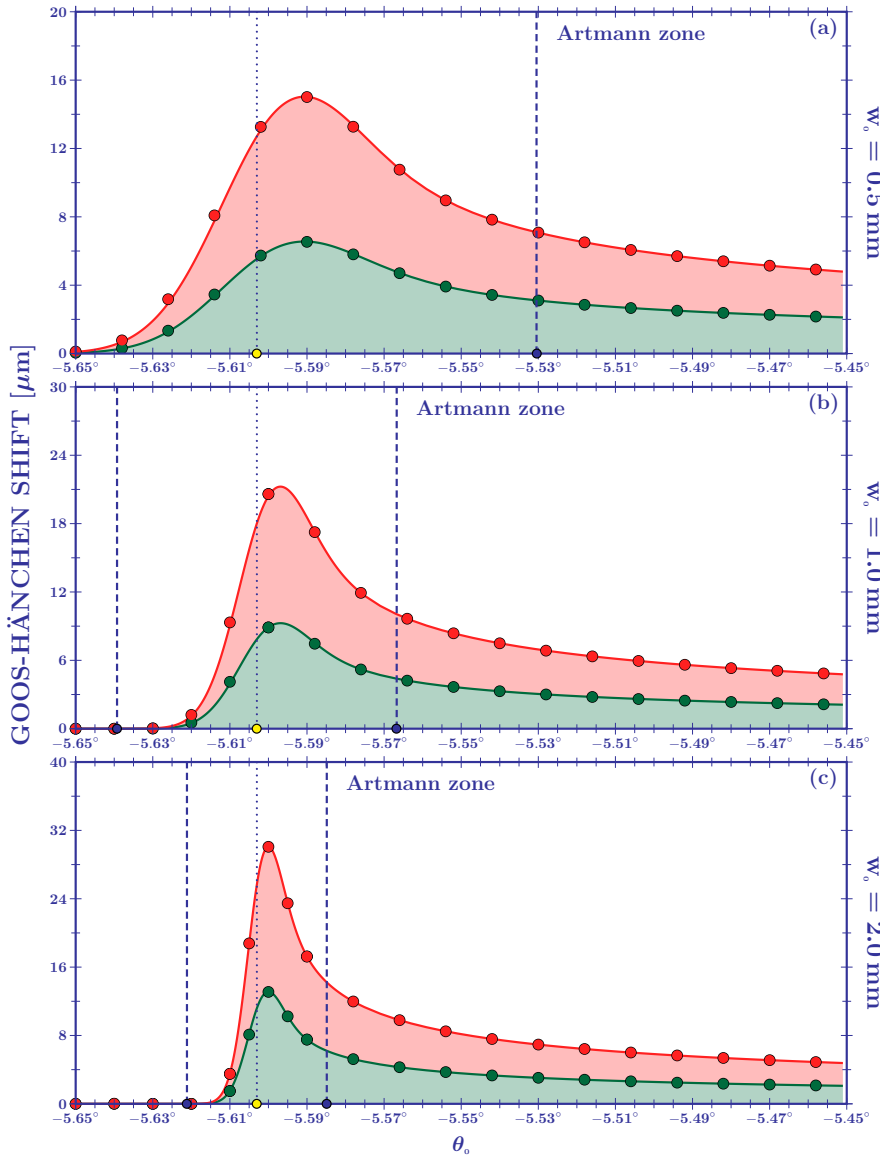 GOOS-HÄNCHEN SHIFT [μm]
20
16
12
8
4
0
Artmann zone
(a)
w₀ = 0.5 mm
−5.65° −5.63° −5.61° −5.59° −5.57° −5.55° −5.53° −5.51° −5.49° −5.47° −5.45°
30
24
18
12
6
0
Artmann zone
(b)
w₀ = 1.0 mm
−5.65° −5.63° −5.61° −5.59° −5.57° −5.55° −5.53° −5.51° −5.49° −5.47° −5.45°
40
32
24
16
8
0
Artmann zone
(c)
w₀ = 2.0 mm
−5.65° −5.63° −5.61° −5.59° −5.57° −5.55° −5.53° −5.51° −5.49° −5.47° −5.45°
θ₀